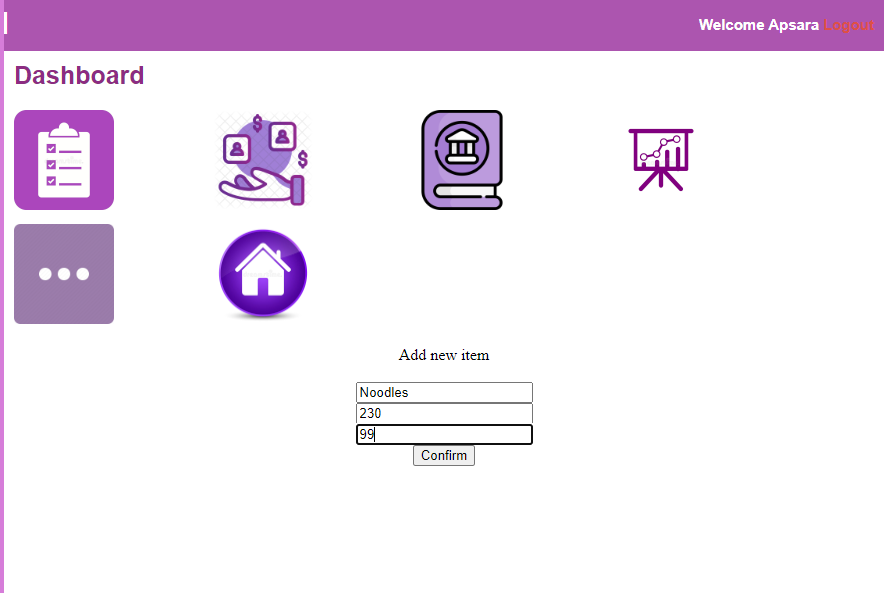 Welcome Apsara Logout
Dashboard
$
$
Add new item
Noodles
230
99
Confirm